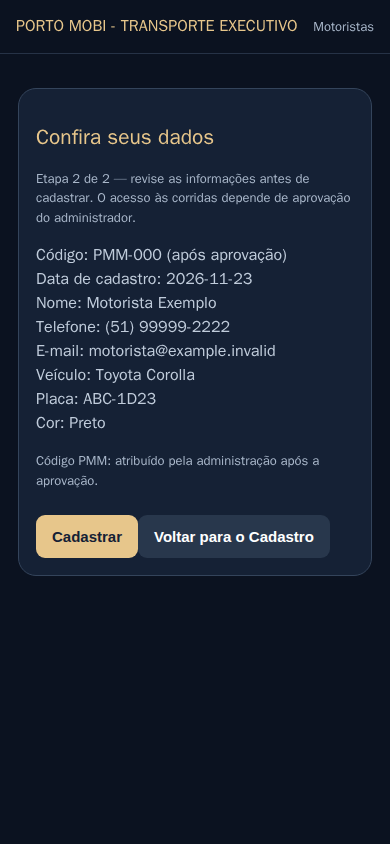 PORTO MOBI - TRANSPORTE EXECUTIVO Motoristas
Confira seus dados
Etapa 2 de 2 — revise as informações antes de
cadastrar. O acesso às corridas depende de aprovação
do administrador.
Código: PMM-000 (após aprovação)
Data de cadastro: 2026-11-23
Nome: Motorista Exemplo
Telefone: (51) 99999-2222
E-mail: motorista@example.invalid
Veículo: Toyota Corolla
Placa: ABC-1D23
Cor: Preto
Código PMM: atribuído pela administração após a
aprovação.
Cadastrar Voltar para o Cadastro